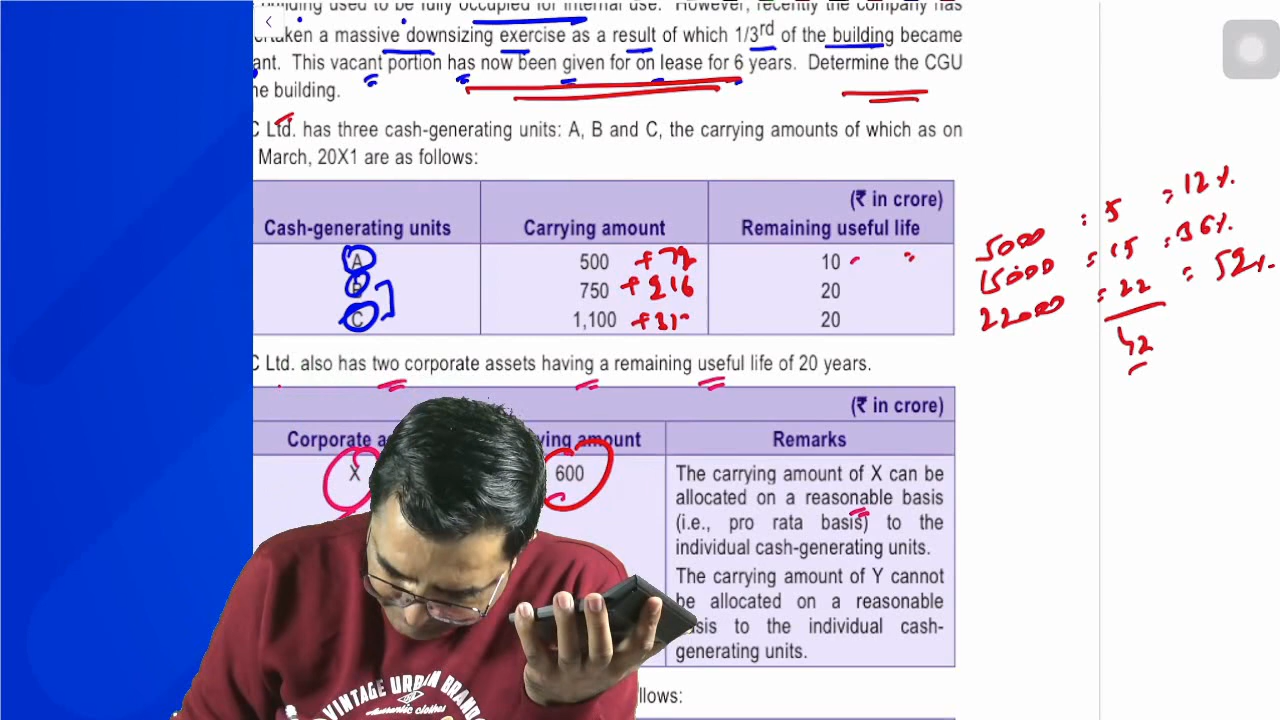 building used to be fully occupied for internal use. However, recently the company has
ertaken a massive downsizing exercise as a result of which 1/3rd of the building became
ant. This vacant portion has now been given for on lease for 6 years. Determine the CGU
he building.
C Ltd. has three cash-generating units: A, B and C, the carrying amounts of which as on
March, 20X1 are as follows:
(₹ in crore)
Cash-generating units Carrying amount Remaining useful life
A 500 + 72 10
B 750 + 216 20
C 1,100 20
5000 : 5 = 12%
15000 = 15 = 36%
22000 = 22 = 52%
42
C Ltd. also has two corporate assets having a remaining useful life of 20 years.
(₹ in crore)
Corporate ying amount Remarks
X 600 The carrying amount of X can be
allocated on a reasonable basis
(i.e., pro rata basis) to the
individual cash-generating units.
The carrying amount of Y cannot
be allocated on a reasonable
asis to the individual cash-
generating units.
llows:
VINTAGE URBAN BRAND
Authentic clothes